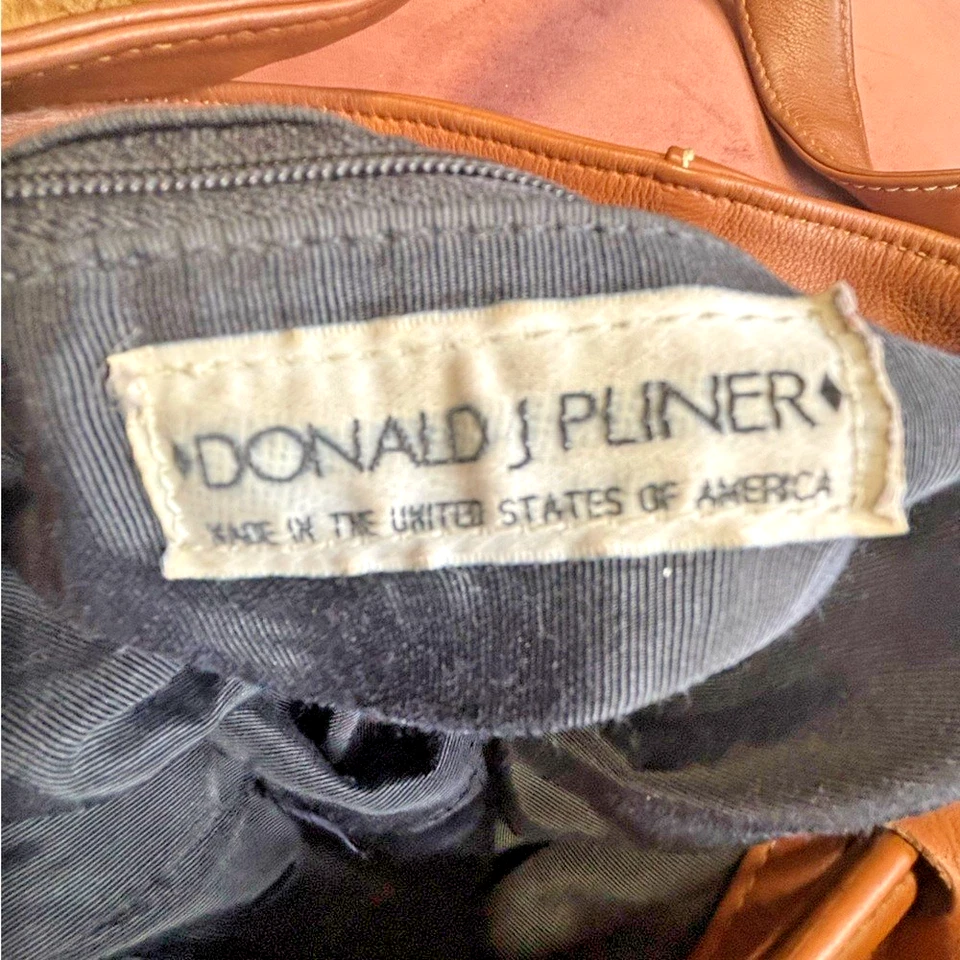 ♦DONALD J PLINER♦
MADE IN THE UNITED STATES OF AMERICA